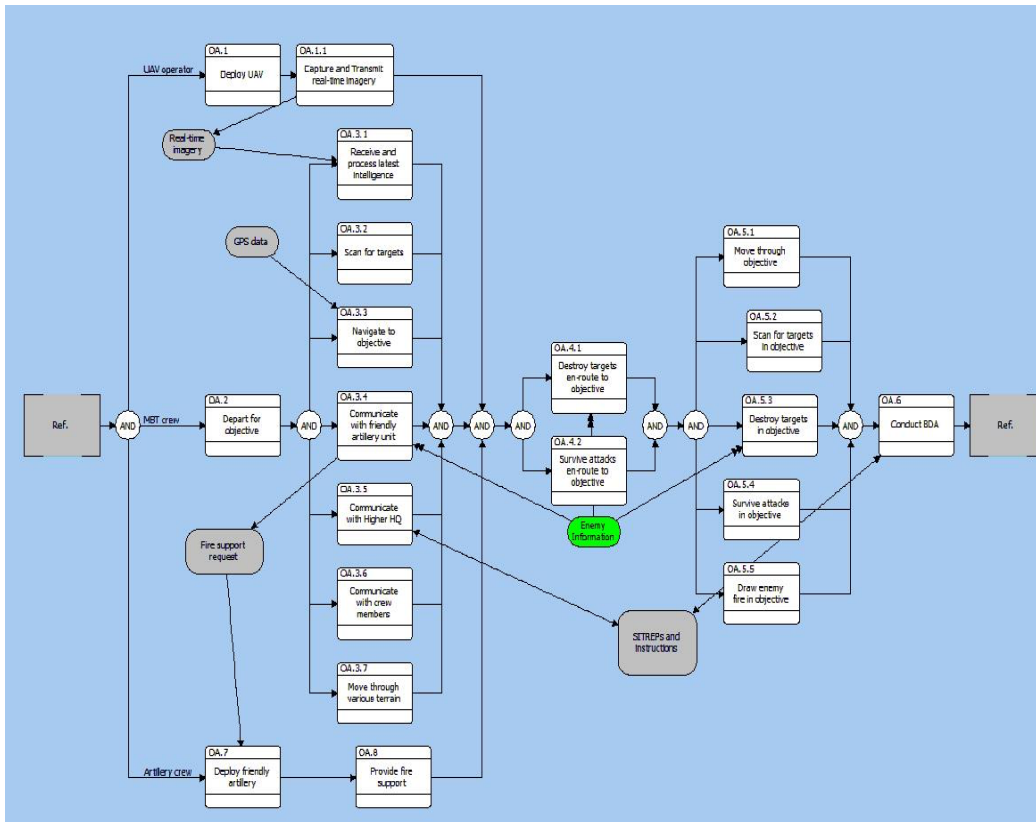 OA.1
Deploy UAV
OA.1.1
Capture and Transmit
real-time imagery
UAV operator
Real-time
imagery
OA.3.1
Receive and
process latest
intelligence
GPS data
OA.3.2
Scan for targets
OA.3.3
Navigate to
objective
Ref.
AND
MBT crew
OA.2
Depart for
objective
AND
OA.3.4
Communicate
with friendly
artillery unit
AND
AND
AND
OA.4.1
Destroy targets
en-route to
objective
OA.4.2
Survive attacks
en-route to
objective
AND
AND
OA.5.1
Move through
objective
OA.5.2
Scan for targets
in objective
OA.5.3
Destroy targets
in objective
AND
OA.6
Conduct BDA
Ref.
OA.5.4
Survive attacks
in objective
OA.5.5
Draw enemy
fire in objective
Enemy
Information
SITREPs and
instructions
Fire support
request
OA.3.5
Communicate
with Higher HQ
OA.3.6
Communicate
with crew
members
OA.3.7
Move through
various terrain
Artillery crew
OA.7
Deploy friendly
artillery
OA.8
Provide fire
support